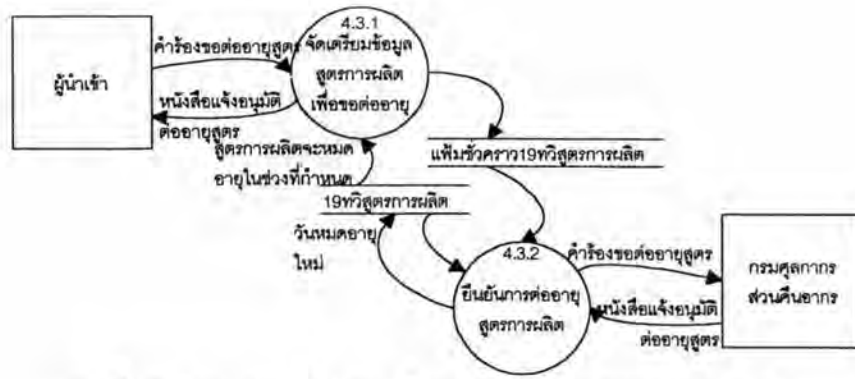 4.3.1
ผู้นำเข้า
คำร้องขอต่ออายุสูตร
จัดเตรียมข้อมูล
สูตรการผลิต
เพื่อขอต่ออายุ
หนังสือแจ้งอนุมัติ
ต่ออายุสูตร
สูตรการผลิตจะหมด
อายุในช่วงที่กำหนด
แฟ้มชั่วคราว19ทวิสูตรการผลิต
19ทวิสูตรการผลิต
วันหมดอายุ
ใหม่
4.3.2
ยืนยันการต่ออายุ
สูตรการผลิต
คำร้องขอต่ออายุสูตร
กรมศุลกากร
ส่วนคืนอากร
หนังสือแจ้งอนุมัติ
ต่ออายุสูตร